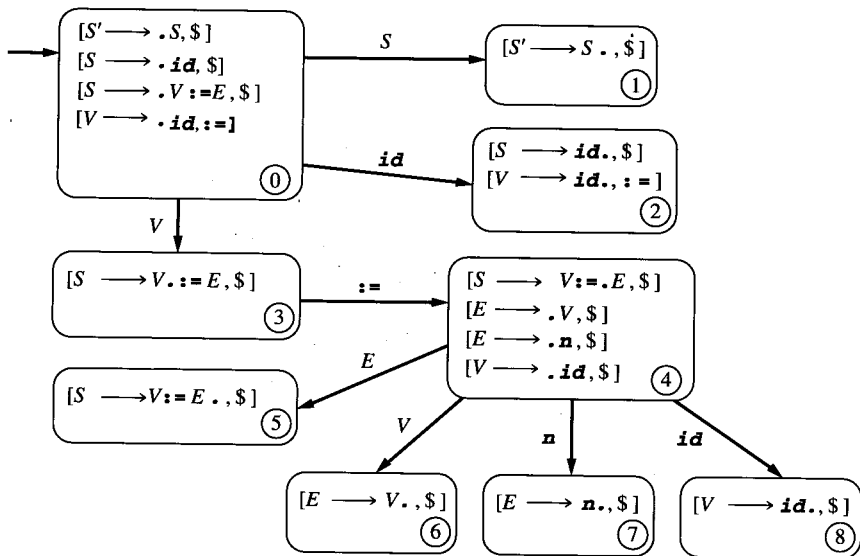 [S' ⟶ .S,$]
[S ⟶ .id,$]
[S ⟶ .V:=E,$]
[V ⟶ .id,:=]
0
S
[S' ⟶ S.,$]
1
id
[S ⟶ id.,$]
[V ⟶ id.,:=]
2
V
[S ⟶ V.:=E,$]
3
:=
[S ⟶ V:=.E,$]
[E ⟶ .V,$]
[E ⟶ .n,$]
[V ⟶ .id,$]
4
E
[S ⟶ V:=E.,$]
5
V
n
id
[E ⟶ V.,$]
6
[E ⟶ n.,$]
7
[V ⟶ id.,$]
8